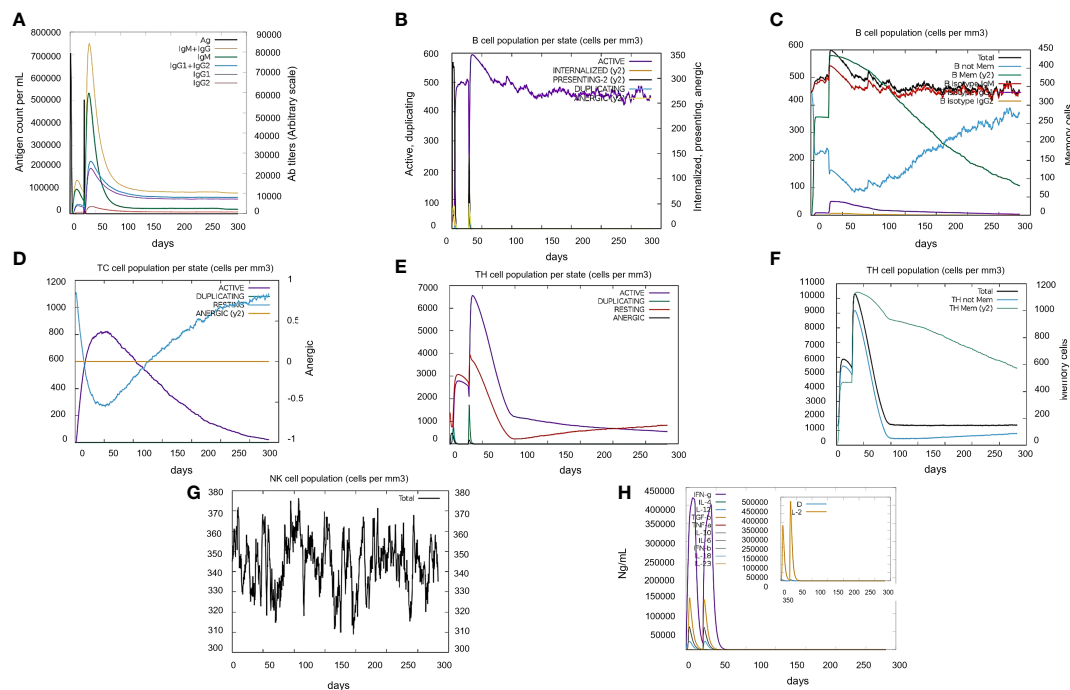 A
800000
700000
600000
500000
400000
300000
200000
100000
0
Antigen count per mL
Ag
IgM+IgG
IgM
IgG1+IgG2
IgG1
IgG2
90000
80000
70000
60000
50000
40000
30000
20000
10000
0
Ab titers (Arbitrary scale)
0 50 100 150 200 250 300
days
B
B cell population per state (cells per mm3)
600
500
400
300
200
100
0
Active, duplicating
ACTIVE
INTERNALIZED (y2)
PRESENTING-2 (y2)
DUPLICATING
ANERGIC (y2)
350
300
250
200
150
100
50
0
Internalized, presenting, anergic
0 50 100 150 200 250 300
days
C
B cell population (cells per mm3)
600
500
400
300
200
100
0
Total
B not Mem
B Mem (y2)
B isotype IgM
B isotype IgG1
B isotype IgG2
450
400
350
300
250
200
150
100
50
0
Memory cells
0 50 100 150 200 250 300
days
D
TC cell population per state (cells per mm3)
1200
1000
800
600
400
200
0
ACTIVE
DUPLICATING
RESTING
ANERGIC (y2)
1
0.5
0
-0.5
-1
Anergic
0 50 100 150 200 250 300
days
E
TH cell population per state (cells per mm3)
7000
6000
5000
4000
3000
2000
1000
0
ACTIVE
DUPLICATING
RESTING
ANERGIC
0 50 100 150 200 250 300
days
F
TH cell population (cells per mm3)
11000
10000
9000
8000
7000
6000
5000
4000
3000
2000
1000
0
Total
TH not Mem
TH Mem (y2)
1200
1000
800
600
400
200
0
Memory cells
0 50 100 150 200 250 300
days
G
NK cell population (cells per mm3)
380
370
360
350
340
330
320
310
300
Total
380
370
360
350
340
330
320
310
300
0 50 100 150 200 250 300
days
H
450000
400000
350000
300000
250000
200000
150000
100000
50000
Ng/mL
IFN-g
IL-4
IL-12
TGF-b
TNF-a
IL-10
IL-6
IFN-b
IL-18
IL-23
500000
450000
400000
350000
300000
250000
200000
150000
100000
50000
0
D
IL-2
0 50 100 150 200 250 300
350
0 50 100 150 200 250 300
days